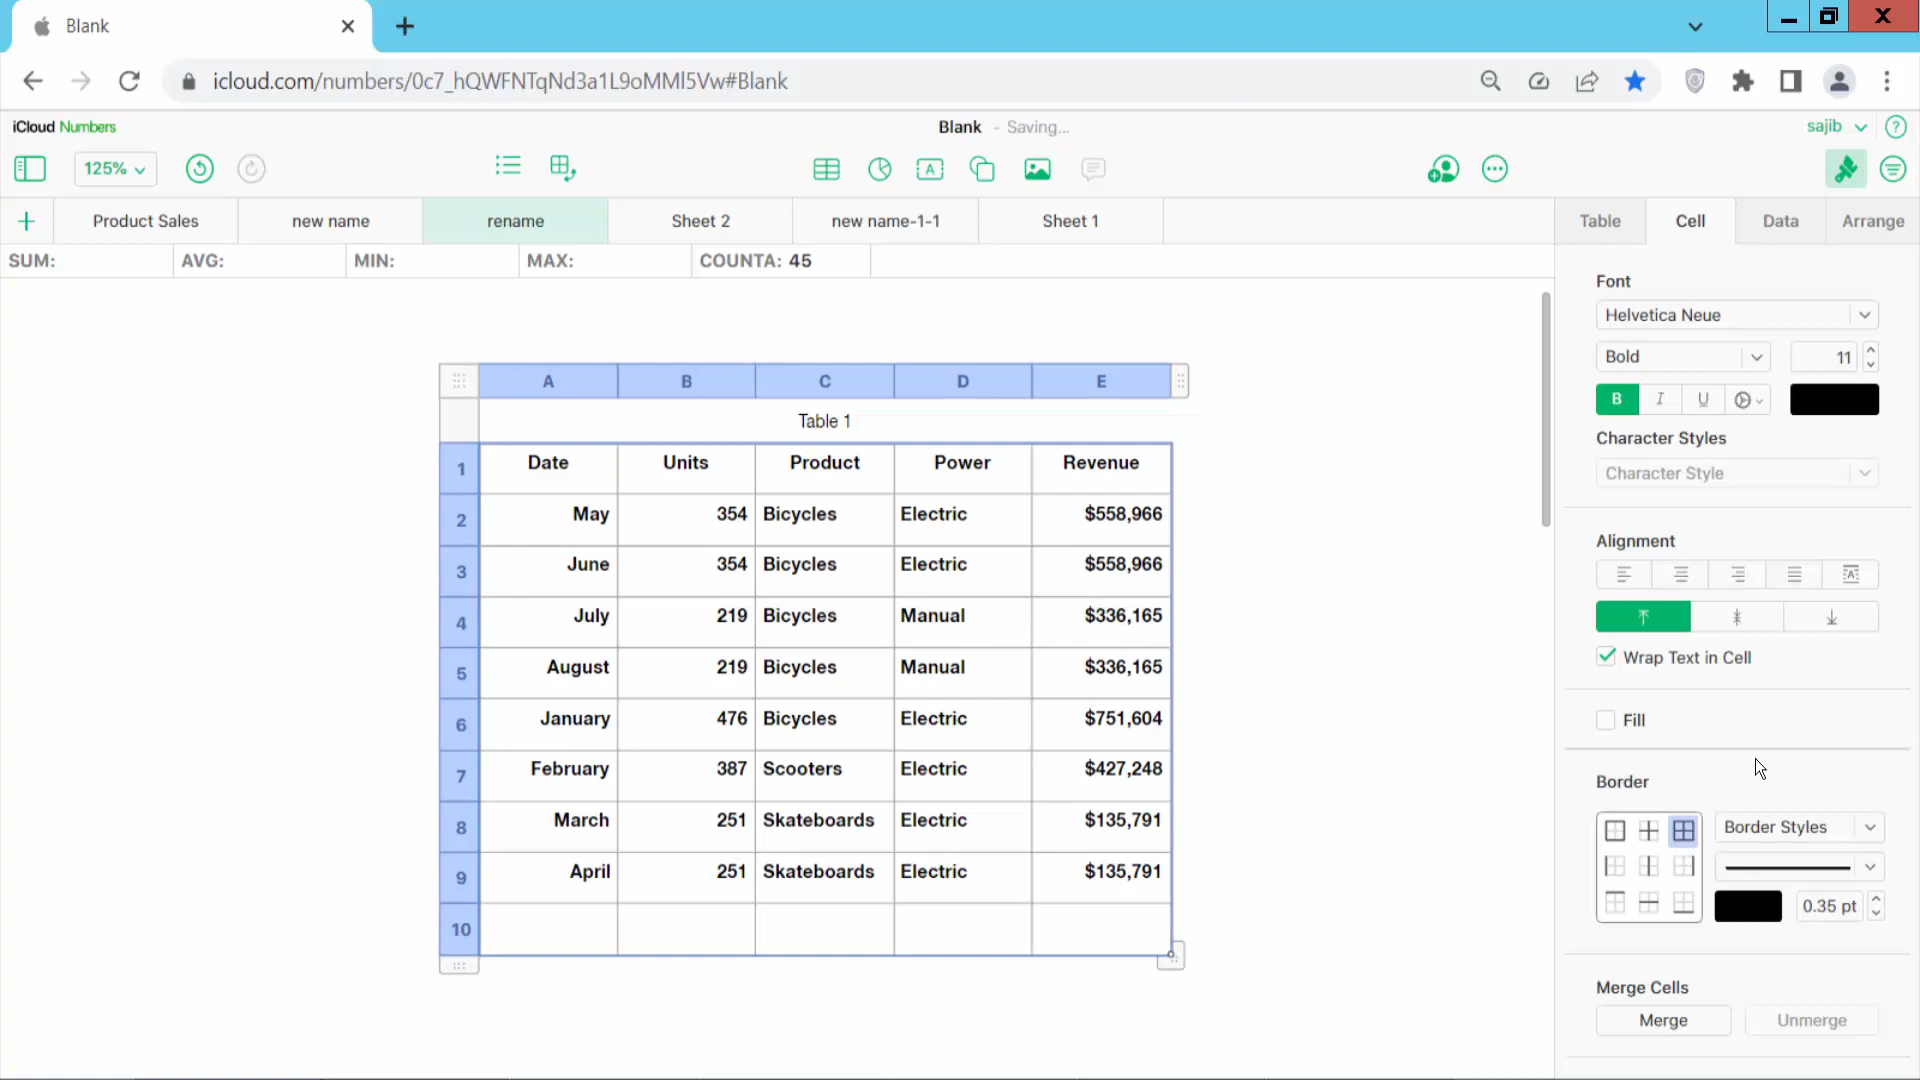 Blank
icloud.com/numbers/0c7_hQWFNTqNd3a1L9oMMl5Vw#Blank
iCloud Numbers
Blank - Saving...
sajib
125%
Product Sales new name rename Sheet 2 new name-1-1 Sheet 1
Table Cell Data Arrange
SUM: AVG: MIN: MAX: COUNTA: 45
Font
Helvetica Neue
Bold 11
B I U
Character Styles
Character Style
Alignment
Wrap Text in Cell
Fill
Border
Border Styles
0.35 pt
Merge Cells
Merge Unmerge
A B C D E
Table 1
1 Date Units Product Power Revenue
2 May 354 Bicycles Electric $558,966
3 June 354 Bicycles Electric $558,966
4 July 219 Bicycles Manual $336,165
5 August 219 Bicycles Manual $336,165
6 January 476 Bicycles Electric $751,604
7 February 387 Scooters Electric $427,248
8 March 251 Skateboards Electric $135,791
9 April 251 Skateboards Electric $135,791
10